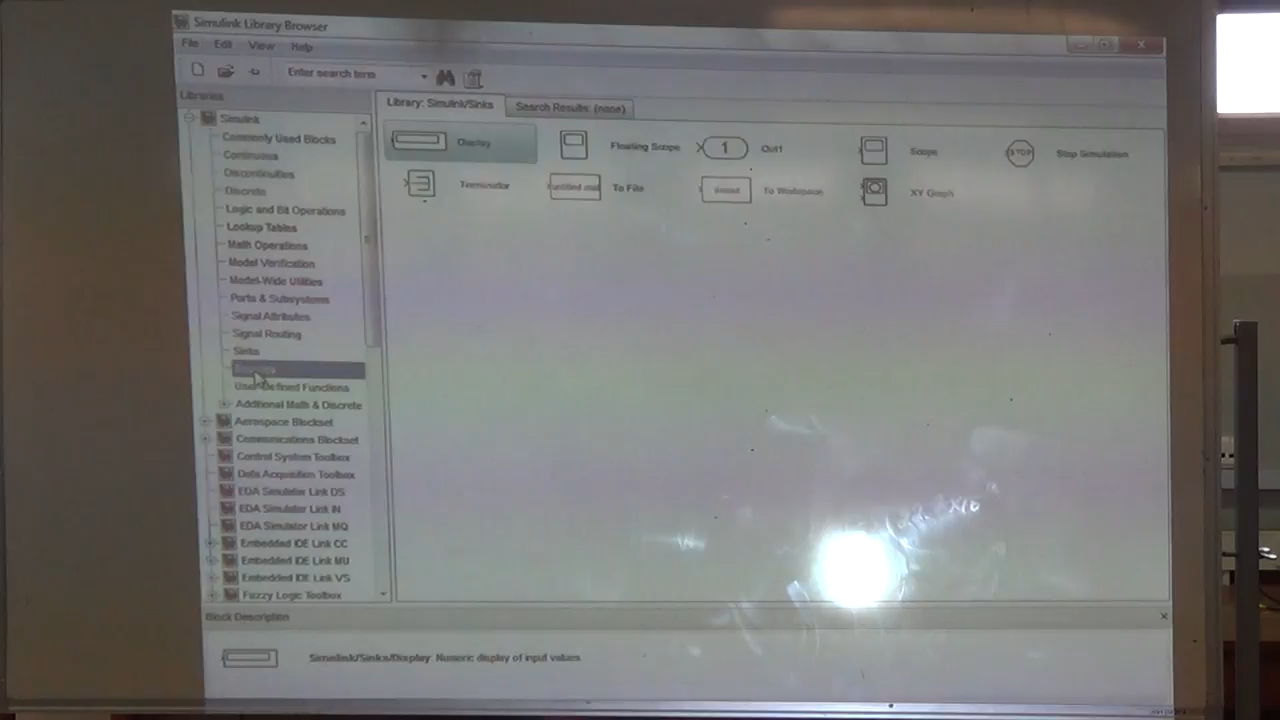 Simulink Library Browser
File Edit View Help
Enter search term
Libraries
Library: Simulink/Sinks
Search Results: (none)
Simulink
Commonly Used Blocks
Continuous
Discontinuities
Discrete
Logic and Bit Operations
Lookup Tables
Math Operations
Model Verification
Model-Wide Utilities
Ports & Subsystems
Signal Attributes
Signal Routing
Sinks
User-Defined Functions
Additional Math & Discrete
Aerospace Blockset
Communications Blockset
Control System Toolbox
Data Acquisition Toolbox
EDA Simulator Link DS
EDA Simulator Link IN
EDA Simulator Link MQ
Embedded IDE Link CC
Embedded IDE Link MU
Embedded IDE Link VS
Fuzzy Logic Toolbox
Display
Floating Scope
1
Out1
Scope
STOP
Stop Simulation
Terminator
untitled.mat
To File
simout
To Workspace
XY Graph
Block Description
Simulink/Sinks/Display: Numeric display of input values